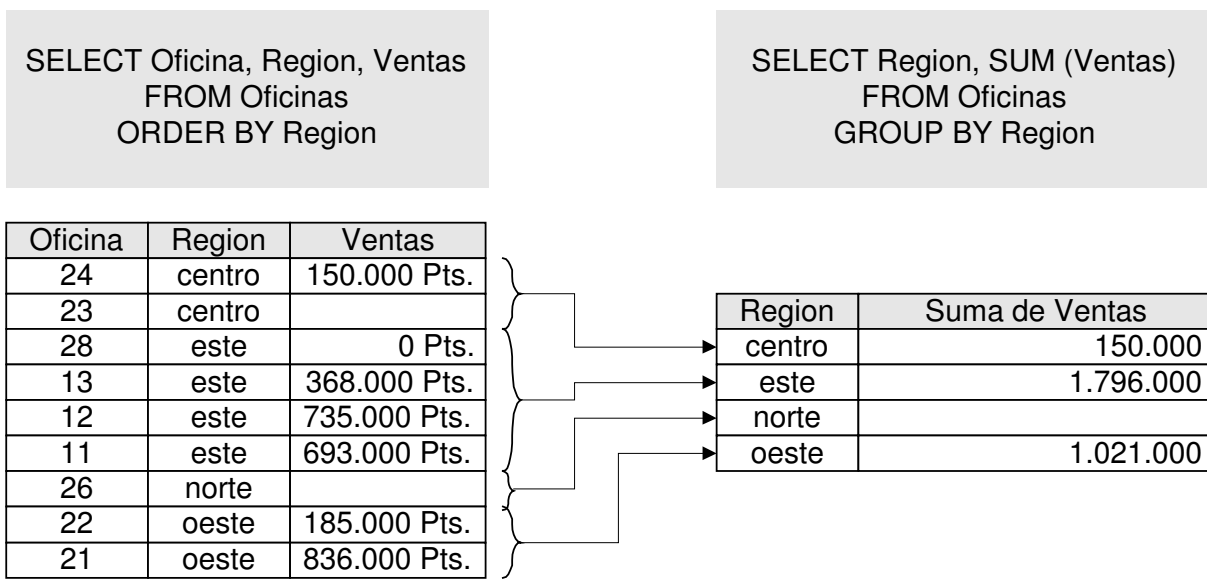 SELECT Oficina, Region, Ventas
FROM Oficinas
ORDER BY Region
SELECT Region, SUM (Ventas)
FROM Oficinas
GROUP BY Region
Oficina Region Ventas
24 centro 150.000 Pts.
23 centro
28 este 0 Pts.
13 este 368.000 Pts.
12 este 735.000 Pts.
11 este 693.000 Pts.
26 norte
22 oeste 185.000 Pts.
21 oeste 836.000 Pts.
Region Suma de Ventas
centro 150.000
este 1.796.000
norte
oeste 1.021.000